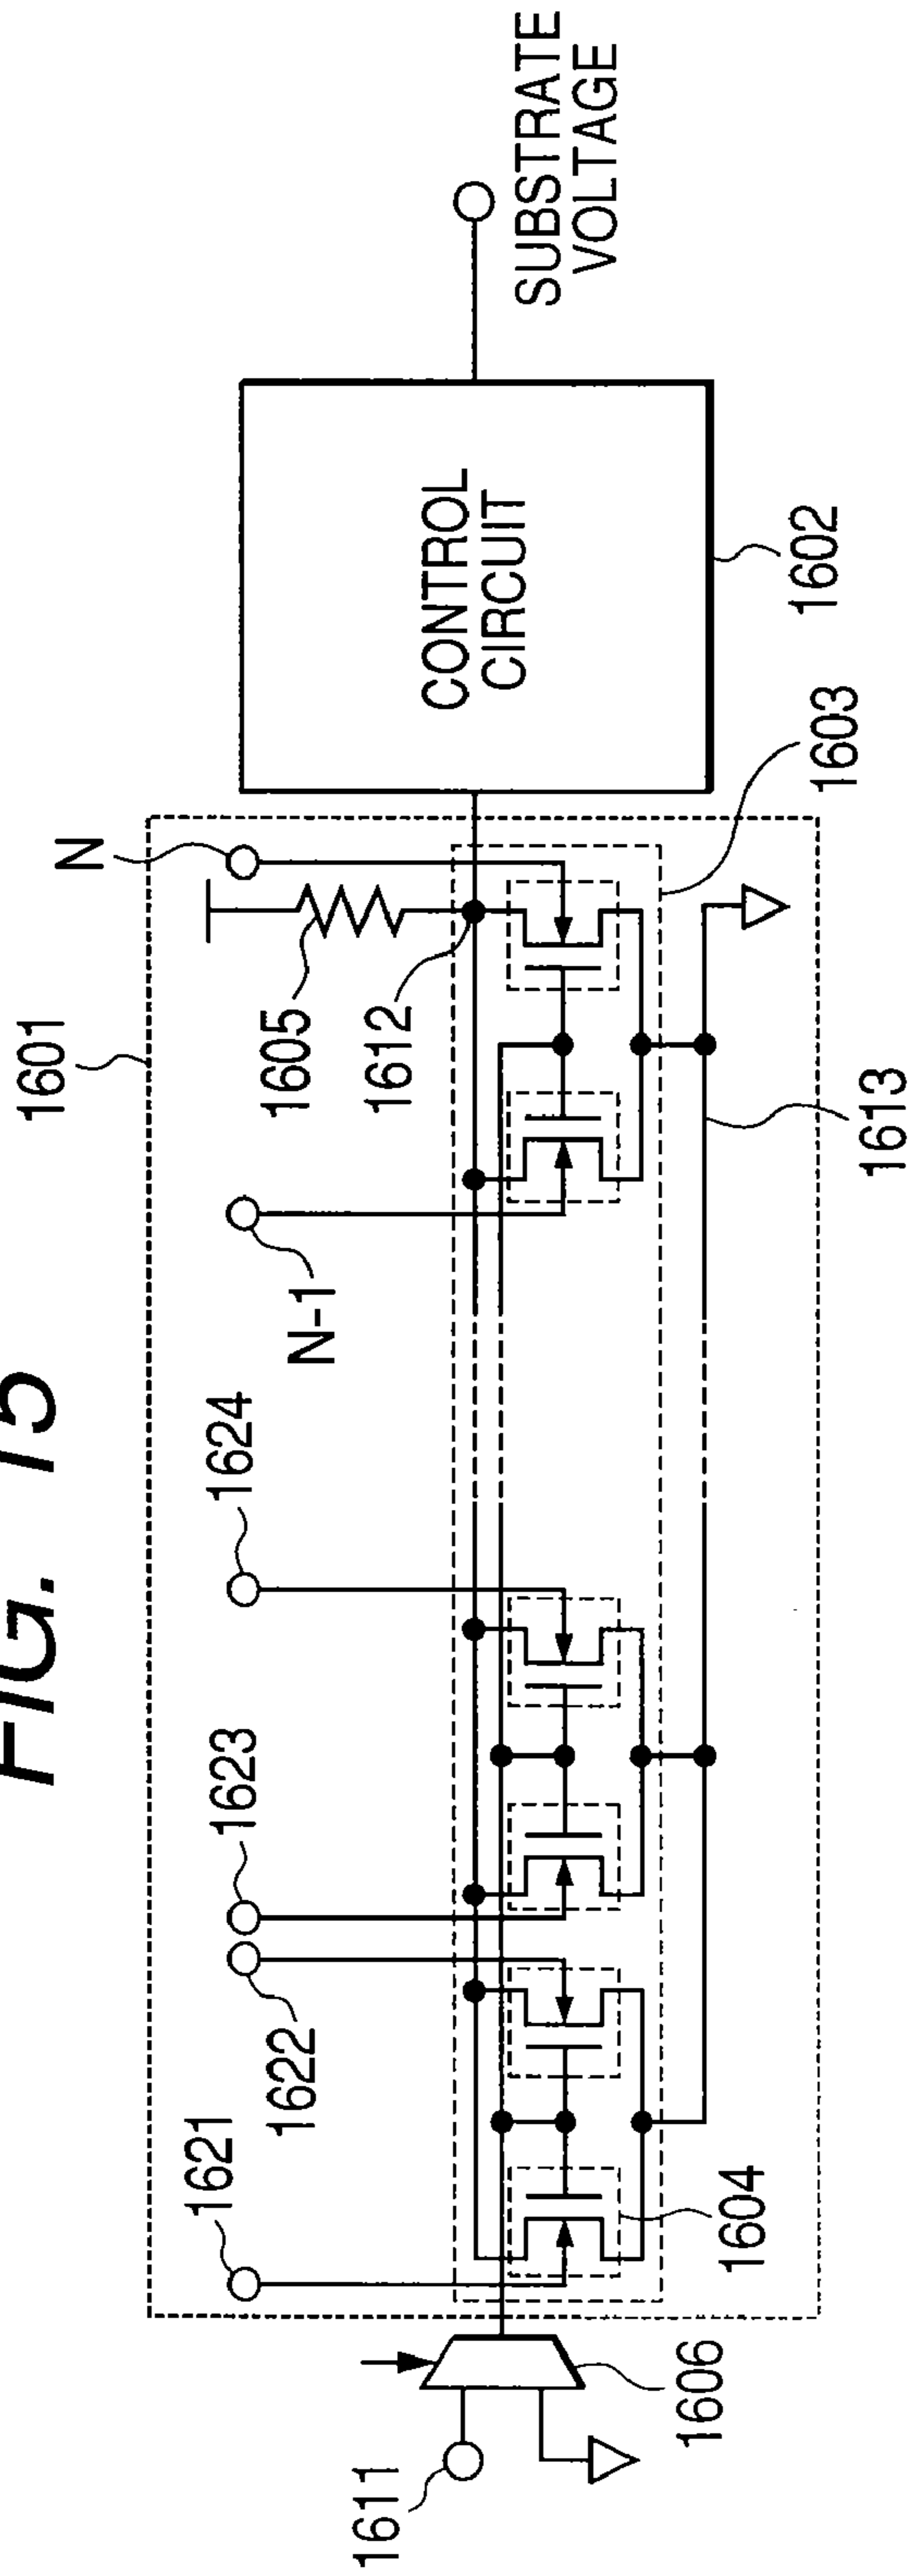 FIG. 15
1601
N
1605
1612
N-1
1624
1623
1622
1621
CONTROL
CIRCUIT
SUBSTRATE
VOLTAGE
1602
1603
1613
1604
1606
1611